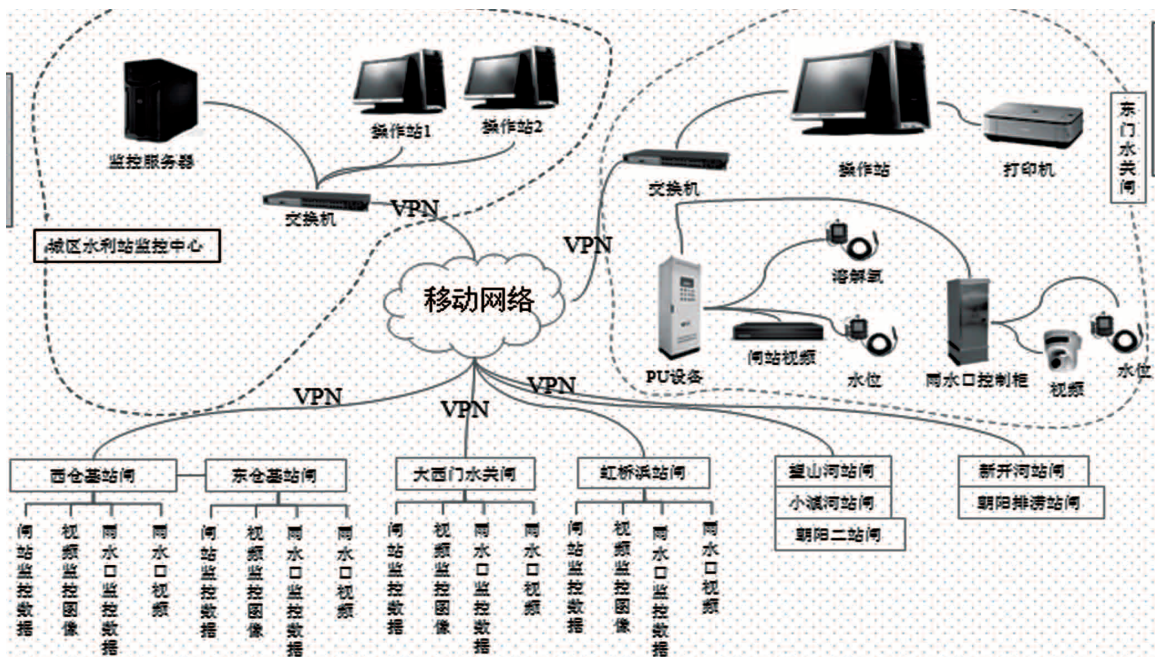 监控服务器
操作站1
操作站2
交换机
VPN
城区水利站监控中心
操作站
打印机
东门水关闸
交换机
VPN
移动网络
溶解氧
PU设备
闸站视频
水位
雨水口控制柜
视频
水位
VPN
VPN
VPN
西仓基站闸
东仓基站闸
大西门水关闸
虹桥浜站闸
望山河站闸
小滇河站闸
朝阳二站闸
新开河站闸
朝阳排涝站闸
闸站监控数据
视频监控图像
雨水口监控数据
雨水口视频
闸站监控数据
视频监控图像
雨水口监控数据
雨水口视频
闸站监控数据
视频监控图像
雨水口监控数据
雨水口视频
闸站监控数据
视频监控图像
雨水口监控数据
雨水口视频